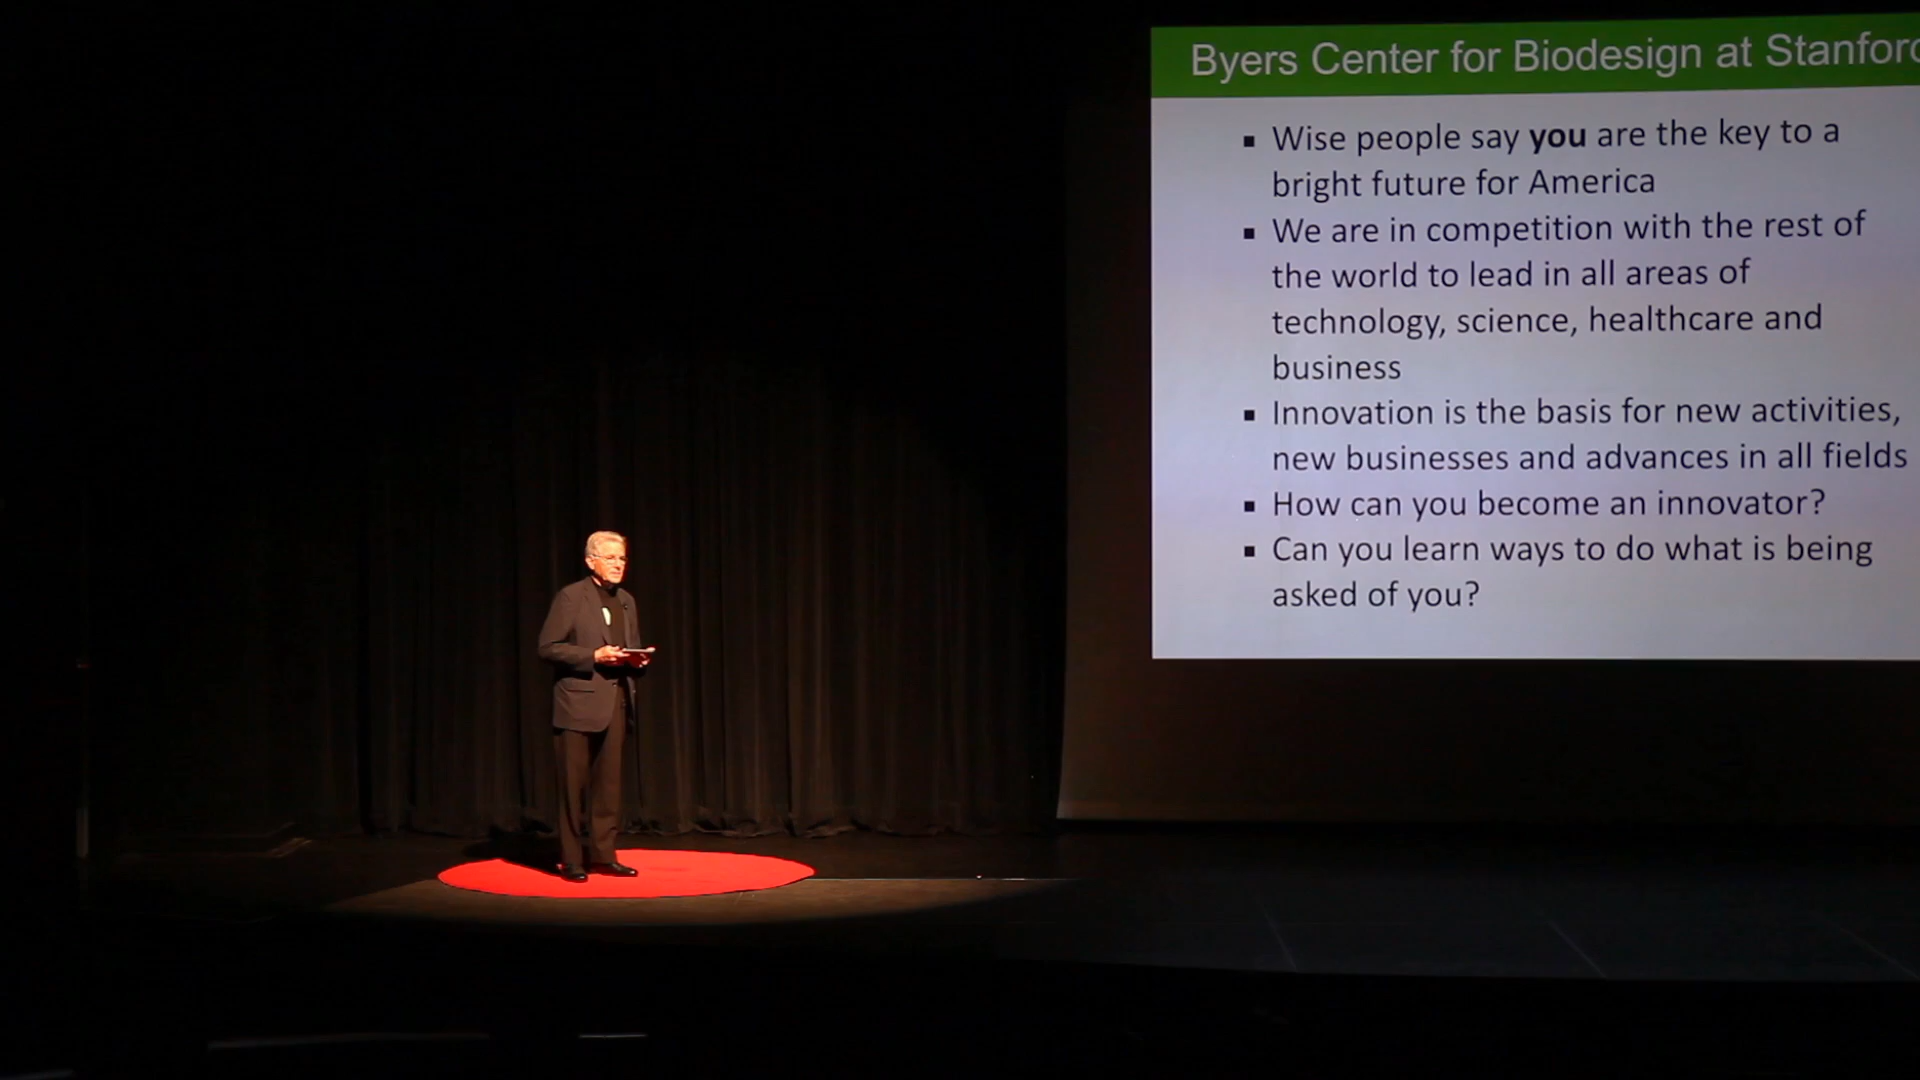 Byers Center for Biodesign at Stanford
▪ Wise people say you are the key to a
bright future for America
▪ We are in competition with the rest of
the world to lead in all areas of
technology, science, healthcare and
business
▪ Innovation is the basis for new activities,
new businesses and advances in all fields
▪ How can you become an innovator?
▪ Can you learn ways to do what is being
asked of you?